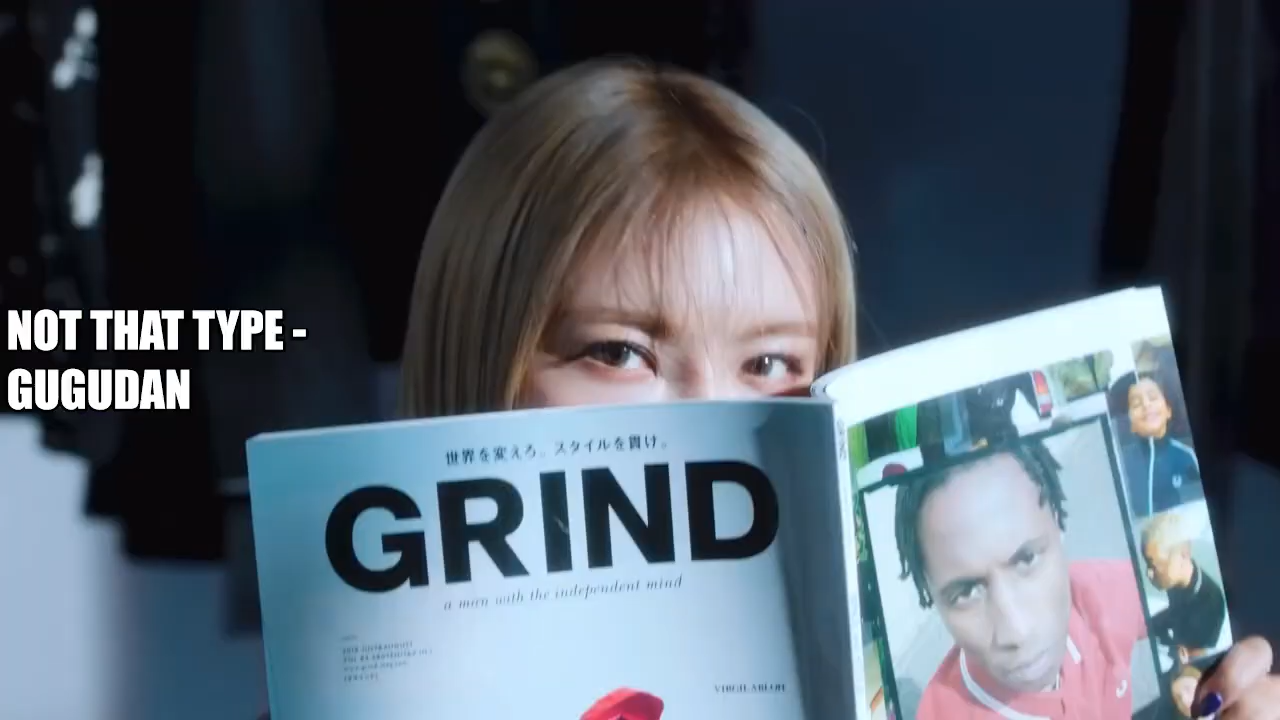 NOT THAT TYPE -
GUGUDAN
世界を変えろ。スタイルを貫け。
GRIND
a man with the independent mind
VIRGIL ABLOH